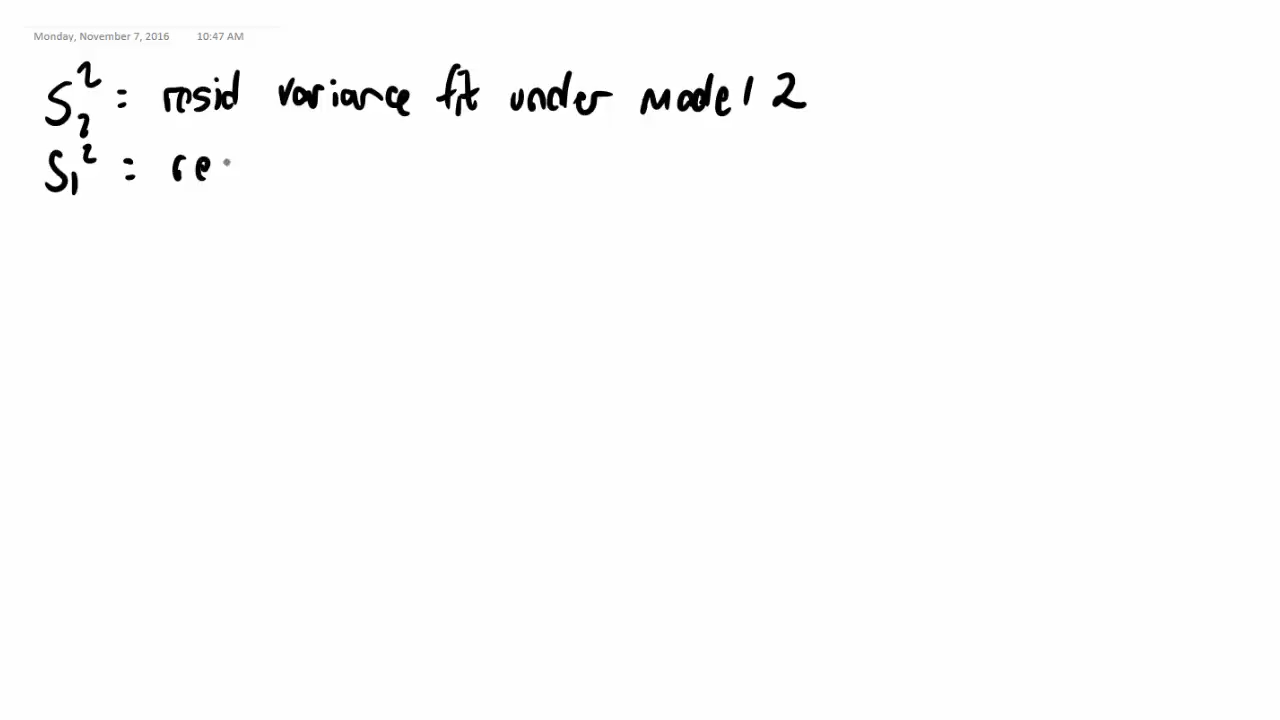 Monday, November 7, 2016 10:47 AM
S₂² = resid variance fit under model 2
S₁² = re